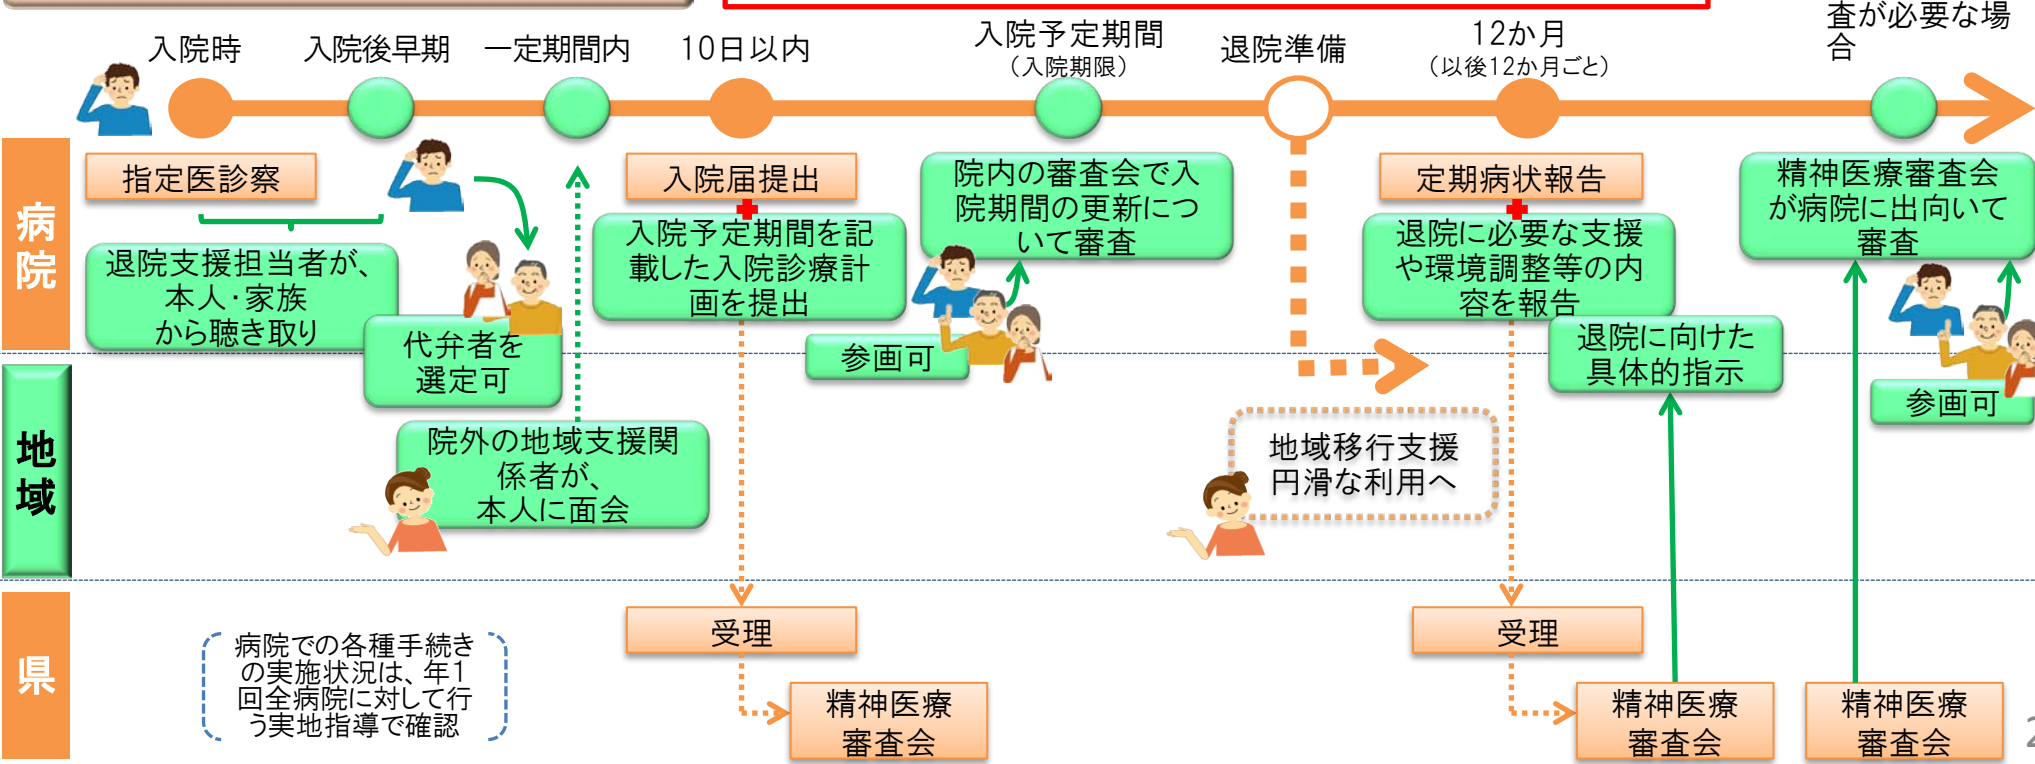 査が必要な場
合
入院時
入院後早期
一定期間内
10日以内
入院予定期間
（入院期限）
退院準備
12か月
（以後12か月ごと）
病院
指定医診察
退院支援担当者が、
本人・家族
から聴き取り
代弁者を
選定可
入院届提出
入院予定期間を記
載した入院診療計
画を提出
院内の審査会で入
院期間の更新につ
いて審査
参画可
定期病状報告
退院に必要な支援
や環境調整等の内
容を報告
退院に向けた
具体的指示
精神医療審査会
が病院に出向いて
審査
参画可
地域
院外の地域支援関
係者が、
本人に面会
地域移行支援
円滑な利用へ
県
病院での各種手続き
の実施状況は、年1
回全病院に対して行
う実地指導で確認
受理
精神医療
審査会
受理
精神医療
審査会
精神医療
審査会
2